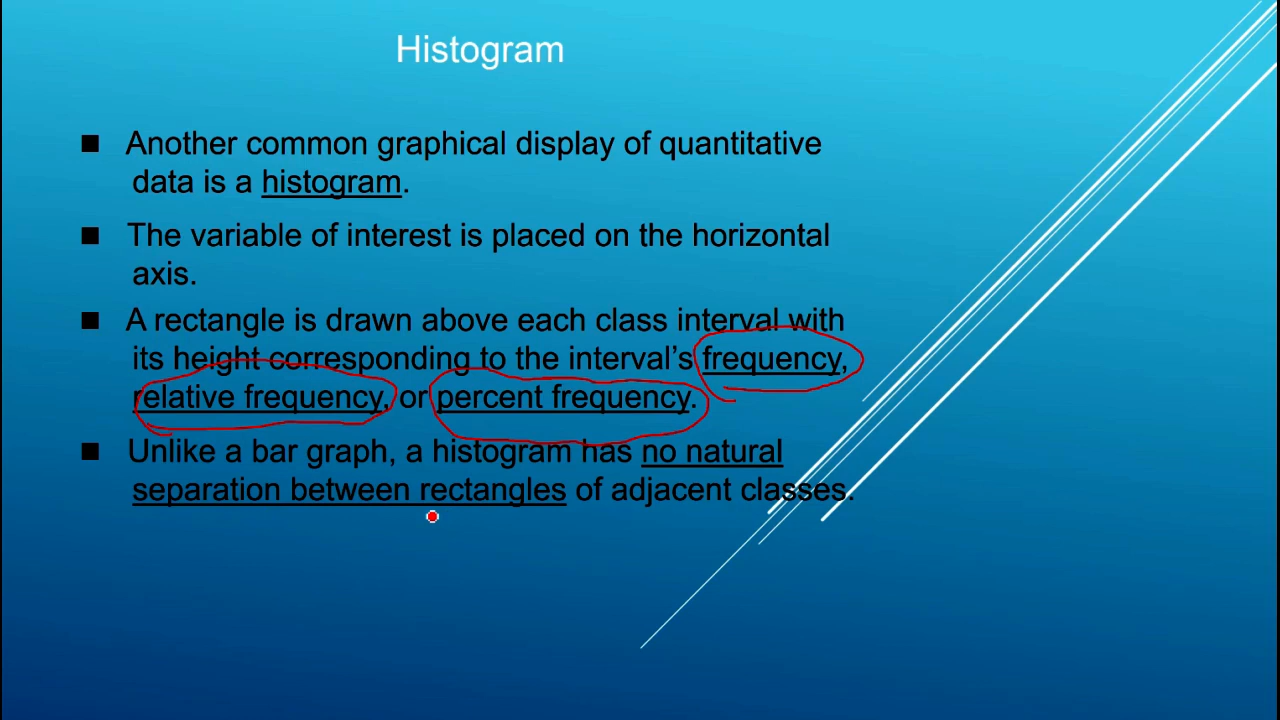 Histogram
■ Another common graphical display of quantitative
data is a histogram.
■ The variable of interest is placed on the horizontal
axis.
■ A rectangle is drawn above each class interval with
its height corresponding to the interval’s frequency,
relative frequency, or percent frequency.
■ Unlike a bar graph, a histogram has no natural
separation between rectangles of adjacent classes.